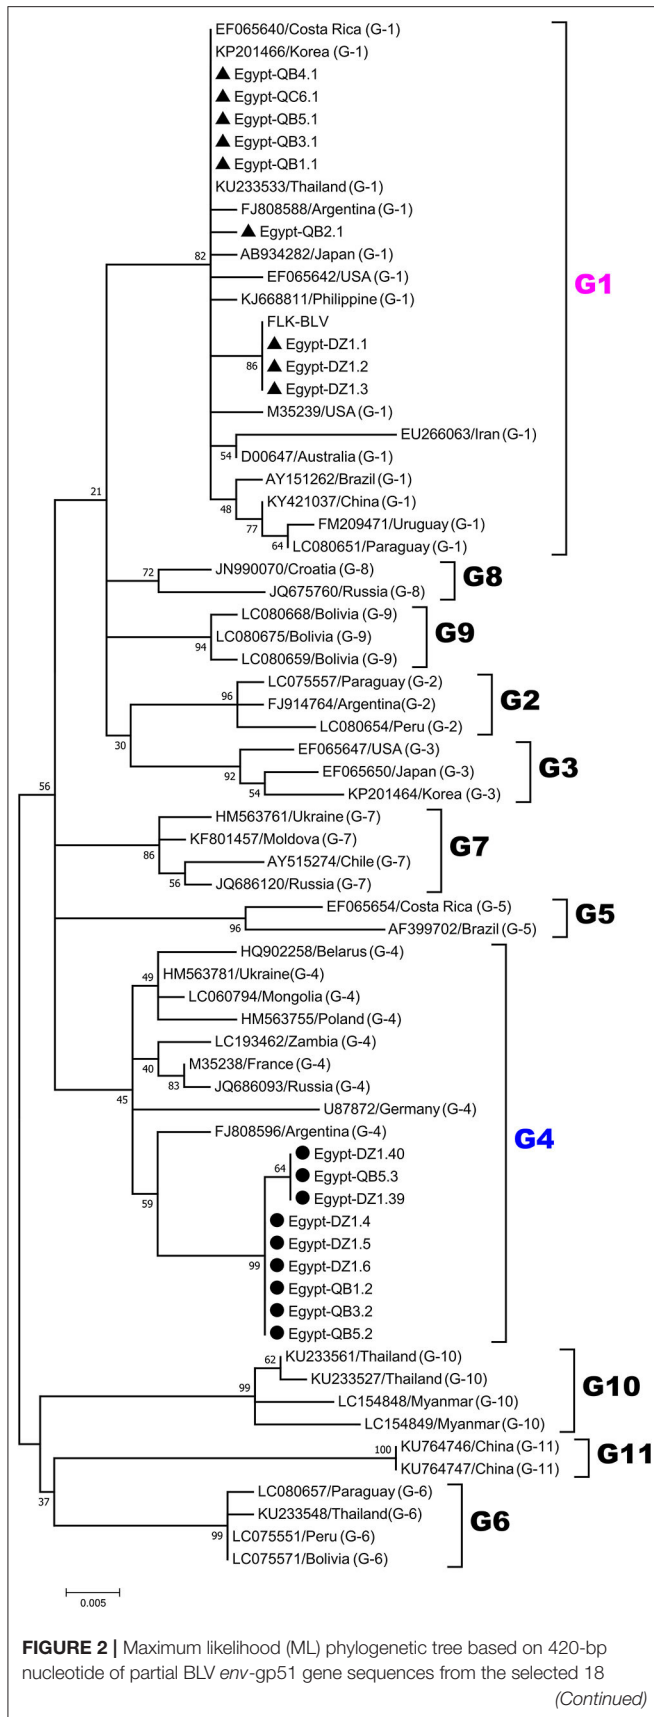 EF065640/Costa Rica (G-1)
KP201466/Korea (G-1)
Egypt-QB4.1
Egypt-QC6.1
Egypt-QB5.1
Egypt-QB3.1
Egypt-QB1.1
KU233533/Thailand (G-1)
FJ808588/Argentina (G-1)
Egypt-QB2.1
82
AB934282/Japan (G-1)
EF065642/USA (G-1)
G1
KJ668811/Philippine (G-1)
FLK-BLV
Egypt-DZ1.1
86
Egypt-DZ1.2
Egypt-DZ1.3
M35239/USA (G-1)
EU266063/Iran (G-1)
54
D00647/Australia (G-1)
AY151262/Brazil (G-1)
21
48
KY421037/China (G-1)
77
FM209471/Uruguay (G-1)
64
LC080651/Paraguay (G-1)
72
JN990070/Croatia (G-8)
G8
JQ675760/Russia (G-8)
LC080668/Bolivia (G-9)
LC080675/Bolivia (G-9)
G9
94
LC080659/Bolivia (G-9)
LC075557/Paraguay (G-2)
96
FJ914764/Argentina(G-2)
G2
LC080654/Peru (G-2)
30
EF065647/USA (G-3)
92
EF065650/Japan (G-3)
G3
54
KP201464/Korea (G-3)
56
HM563761/Ukraine (G-7)
KF801457/Moldova (G-7)
G7
86
AY515274/Chile (G-7)
56
JQ686120/Russia (G-7)
EF065654/Costa Rica (G-5)
G5
96
AF399702/Brazil (G-5)
HQ902258/Belarus (G-4)
49
HM563781/Ukraine(G-4)
LC060794/Mongolia (G-4)
HM563755/Poland (G-4)
LC193462/Zambia (G-4)
40
M35238/France (G-4)
83
JQ686093/Russia (G-4)
45
U87872/Germany (G-4)
FJ808596/Argentina (G-4)
G4
Egypt-DZ1.40
64
Egypt-QB5.3
Egypt-DZ1.39
59
Egypt-DZ1.4
Egypt-DZ1.5
99
Egypt-DZ1.6
Egypt-QB1.2
Egypt-QB3.2
Egypt-QB5.2
62
KU233561/Thailand (G-10)
KU233527/Thailand (G-10)
G10
99
LC154848/Myanmar (G-10)
LC154849/Myanmar (G-10)
100
KU764746/China (G-11)
G11
KU764747/China (G-11)
37
LC080657/Paraguay (G-6)
KU233548/Thailand(G-6)
G6
99
LC075551/Peru (G-6)
LC075571/Bolivia (G-6)
0.005
FIGURE 2 | Maximum likelihood (ML) phylogenetic tree based on 420-bp
nucleotide of partial BLV env-gp51 gene sequences from the selected 18
(Continued)